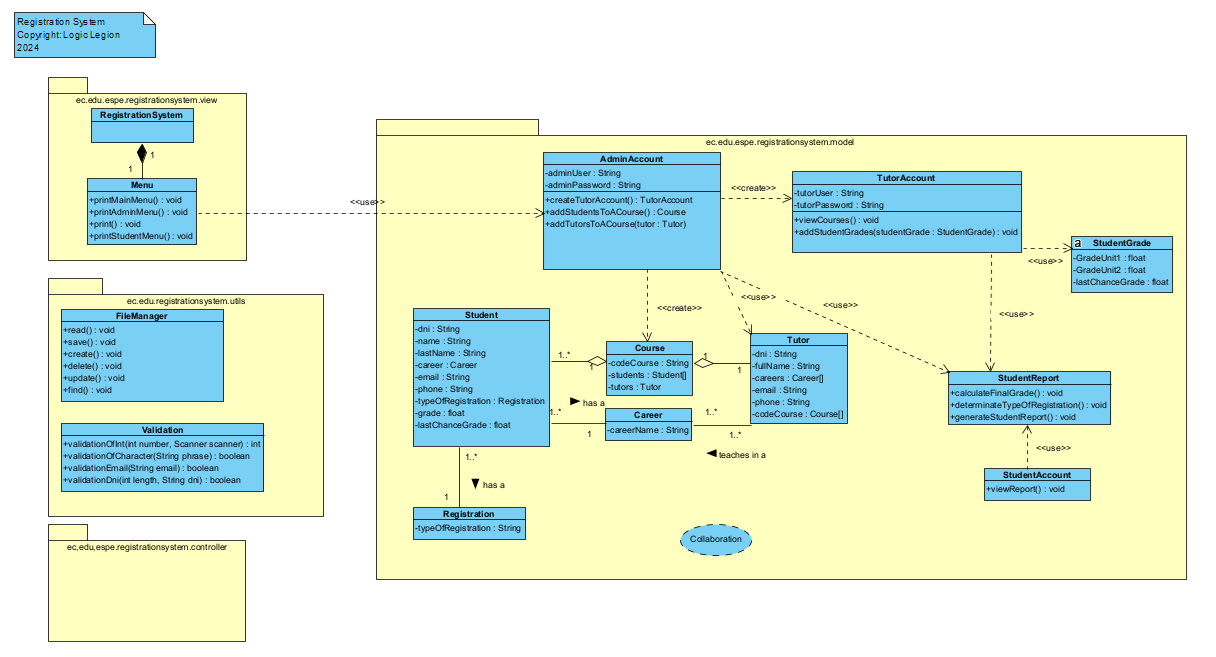 Registration System
Copyright: Logic Legion
2024
ec.edu.espe.registrationsystem.view
RegistrationSystem
1
1
Menu
+printMainMenu() : void
+printAdminMenu() : void
+print() : void
+printStudentMenu() : void
<<use>>
ec.edu.registrationsystem.utils
FileManager
+read() : void
+save() : void
+create() : void
+delete() : void
+update() : void
+find() : void
Validation
+validationOfInt(int number, Scanner scanner) : int
+validationOfCharacter(String phrase) : boolean
+validationEmail(String email) : boolean
+validationDni(int length, String dni) : boolean
ec,edu,espe.registrationsystem.controller
ec.edu.espe.registrationsystem.model
AdminAccount
-adminUser : String
-adminPassword : String
+createTutorAccount() : TutorAccount
+addStudentsToACourse() : Course
+addTutorsToACourse(tutor : Tutor)
<<create>>
TutorAccount
-tutorUser : String
-tutorPassword : String
+viewCourses() : void
+addStudentGrades(studentGrade : StudentGrade) : void
<<use>>
a StudentGrade
-GradeUnit1 : float
-GradeUnit2 : float
-lastChanceGrade : float
<<create>>
<<use>>
<<use>>
<<use>>
Student
-dni : String
-name : String
-lastName : String
-career : Career
-email : String
-phone : String
-typeOfRegistration : Registration
-grade : float
-lastChanceGrade : float
1..*
1
Course
-codeCourse : String
-students : Student[]
-tutors : Tutor
1
1
Tutor
-dni : String
-fullName : String
-careers : Career[]
-email : String
-phone : String
-codeCourse : Course[]
has a
1..*
1
Career
-careerName : String
1..*
1..*
teaches in a
StudentReport
+calculateFinalGrade() : void
+determinateTypeOfRegistration() : void
+generateStudentReport() : void
<<use>>
StudentAccount
+viewReport() : void
1..*
has a
1
Registration
-typeOfRegistration : String
Collaboration